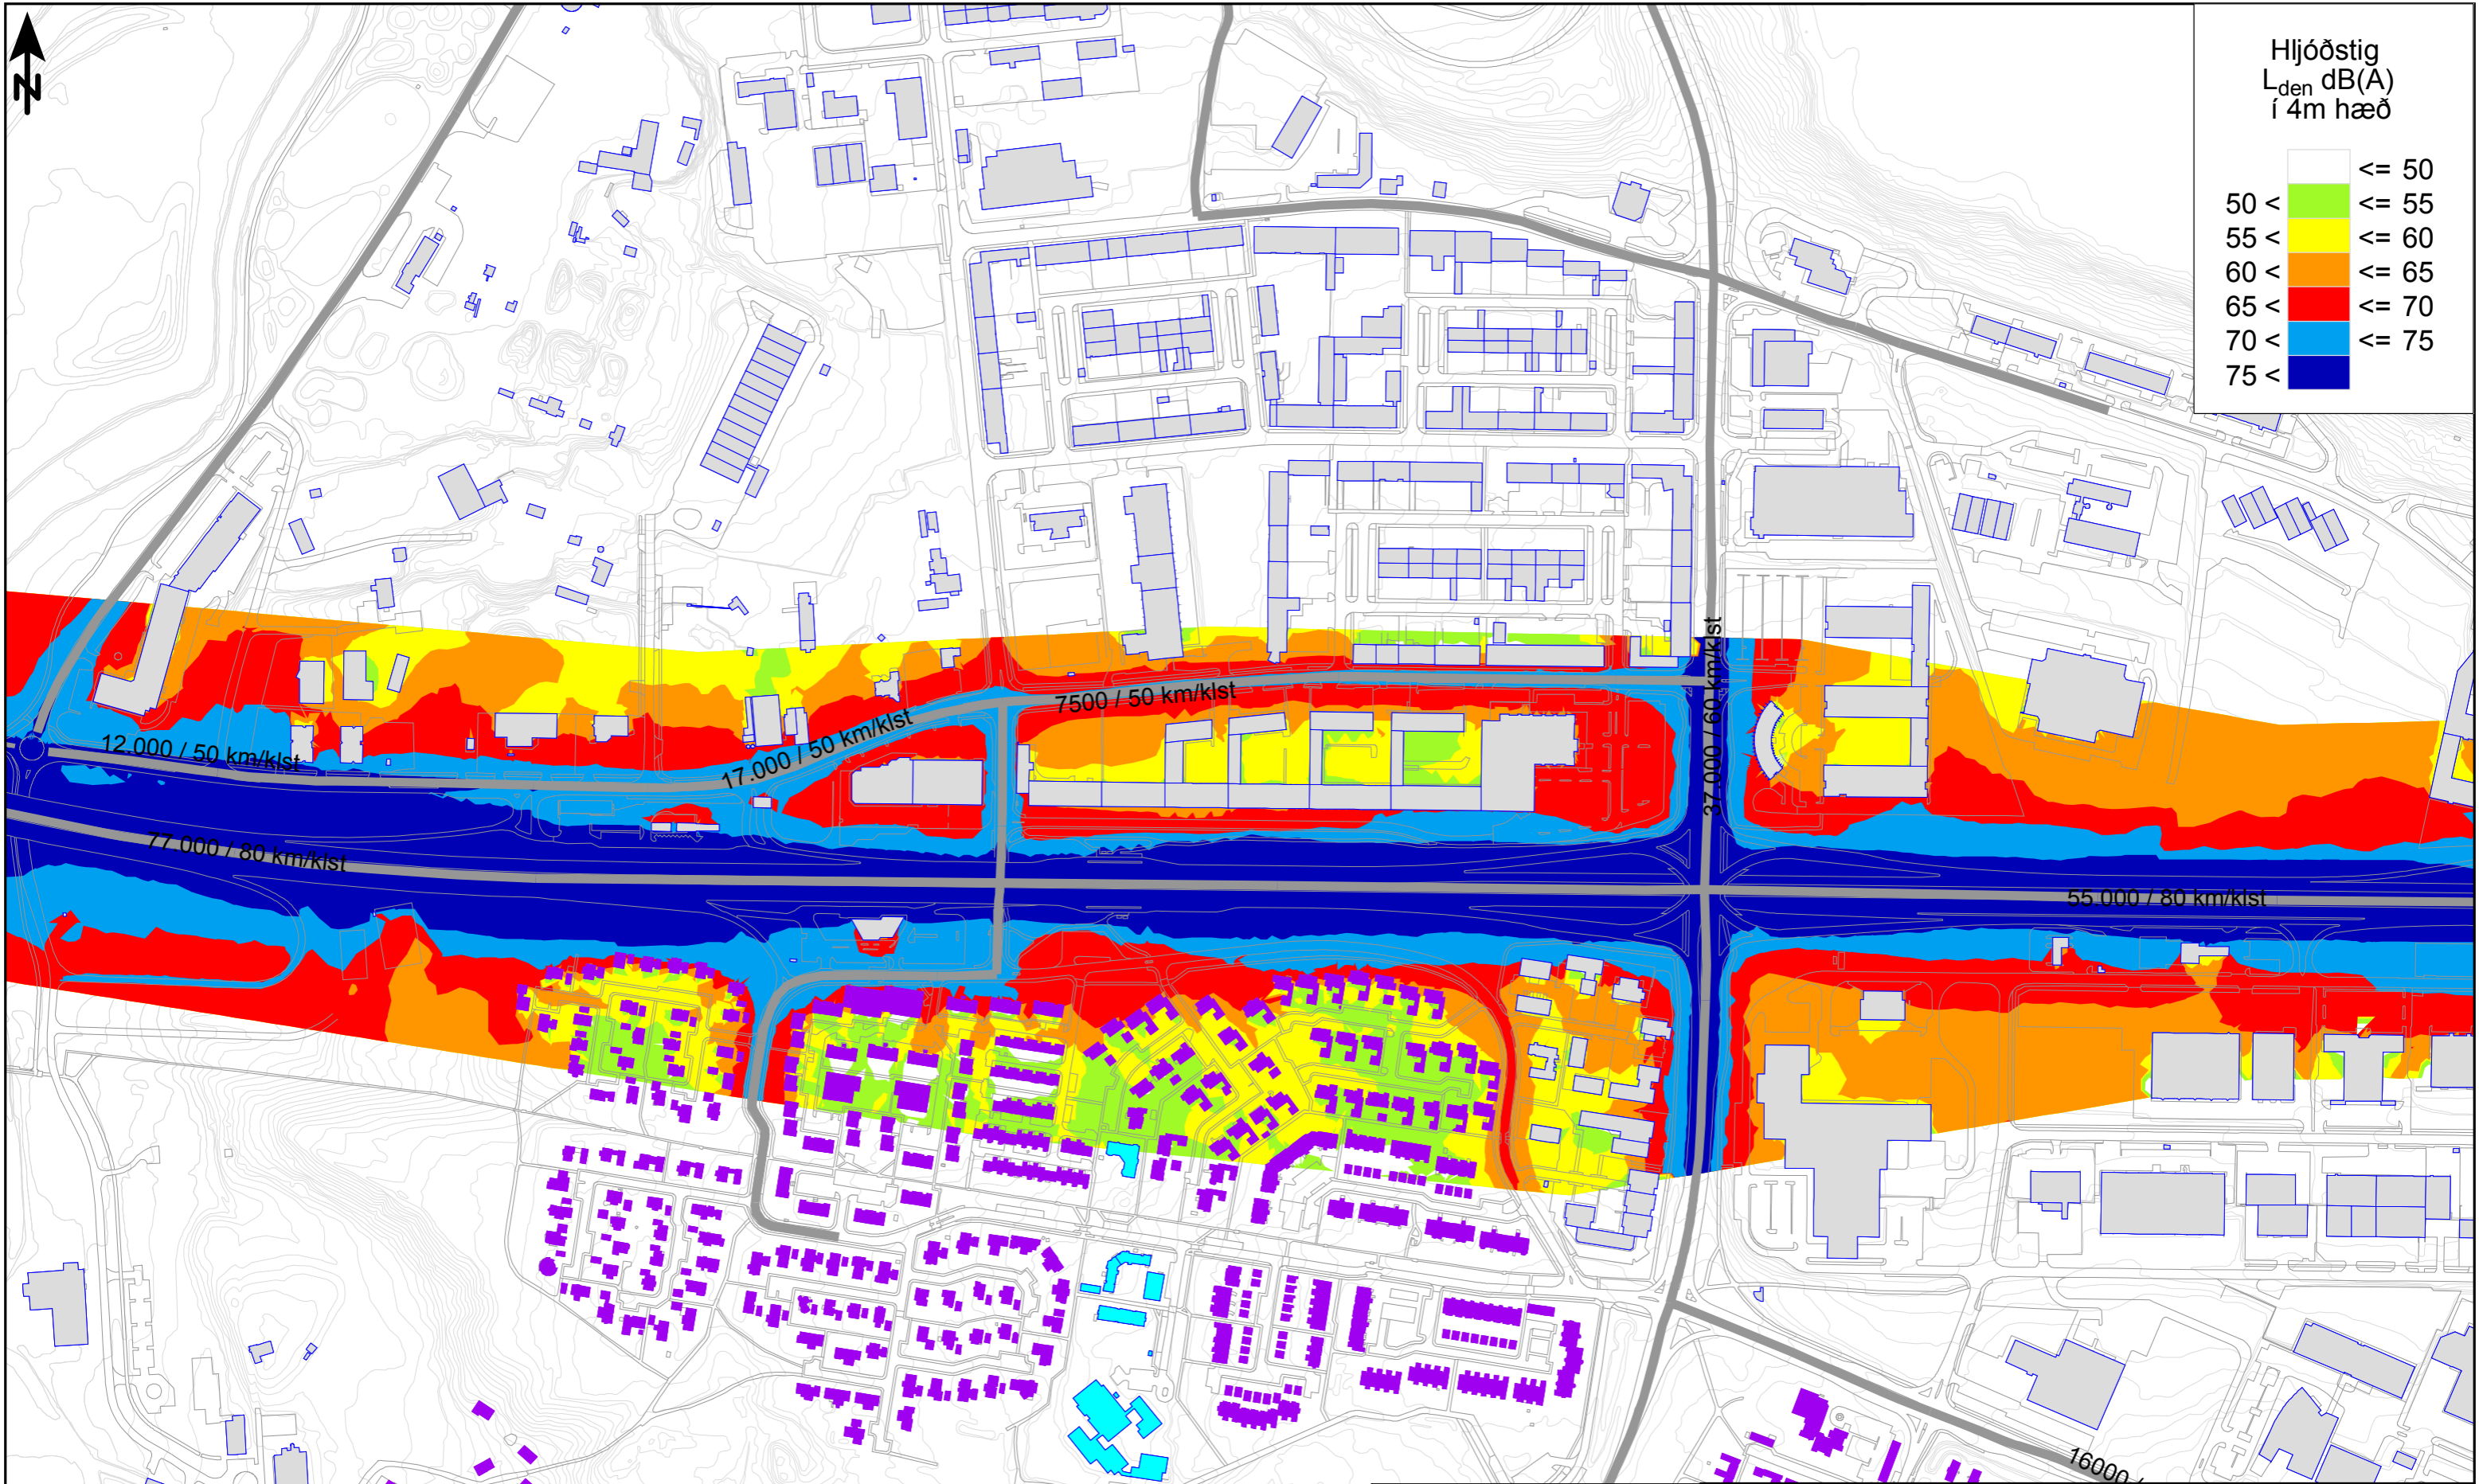 N
Hljóðstig
Lden dB(A)
í 4m hæð
<= 50
50 < <= 55
55 < <= 60
60 < <= 65
65 < <= 70
70 < <= 75
75 <
12.000 / 50 km/klst
17.000 / 50 km/klst
7500 / 50 km/klst
37.000 / 60 km/klst
77.000 / 80 km/klst
55.000 / 80 km/klst
16000 /